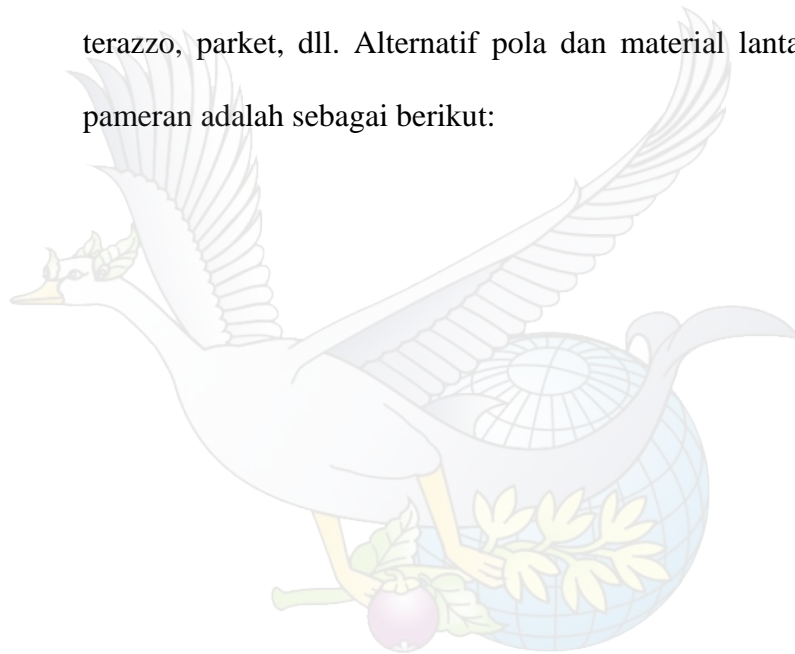 terazzo, parket, dll. Alternatif pola dan material lanta
pameran adalah sebagai berikut: